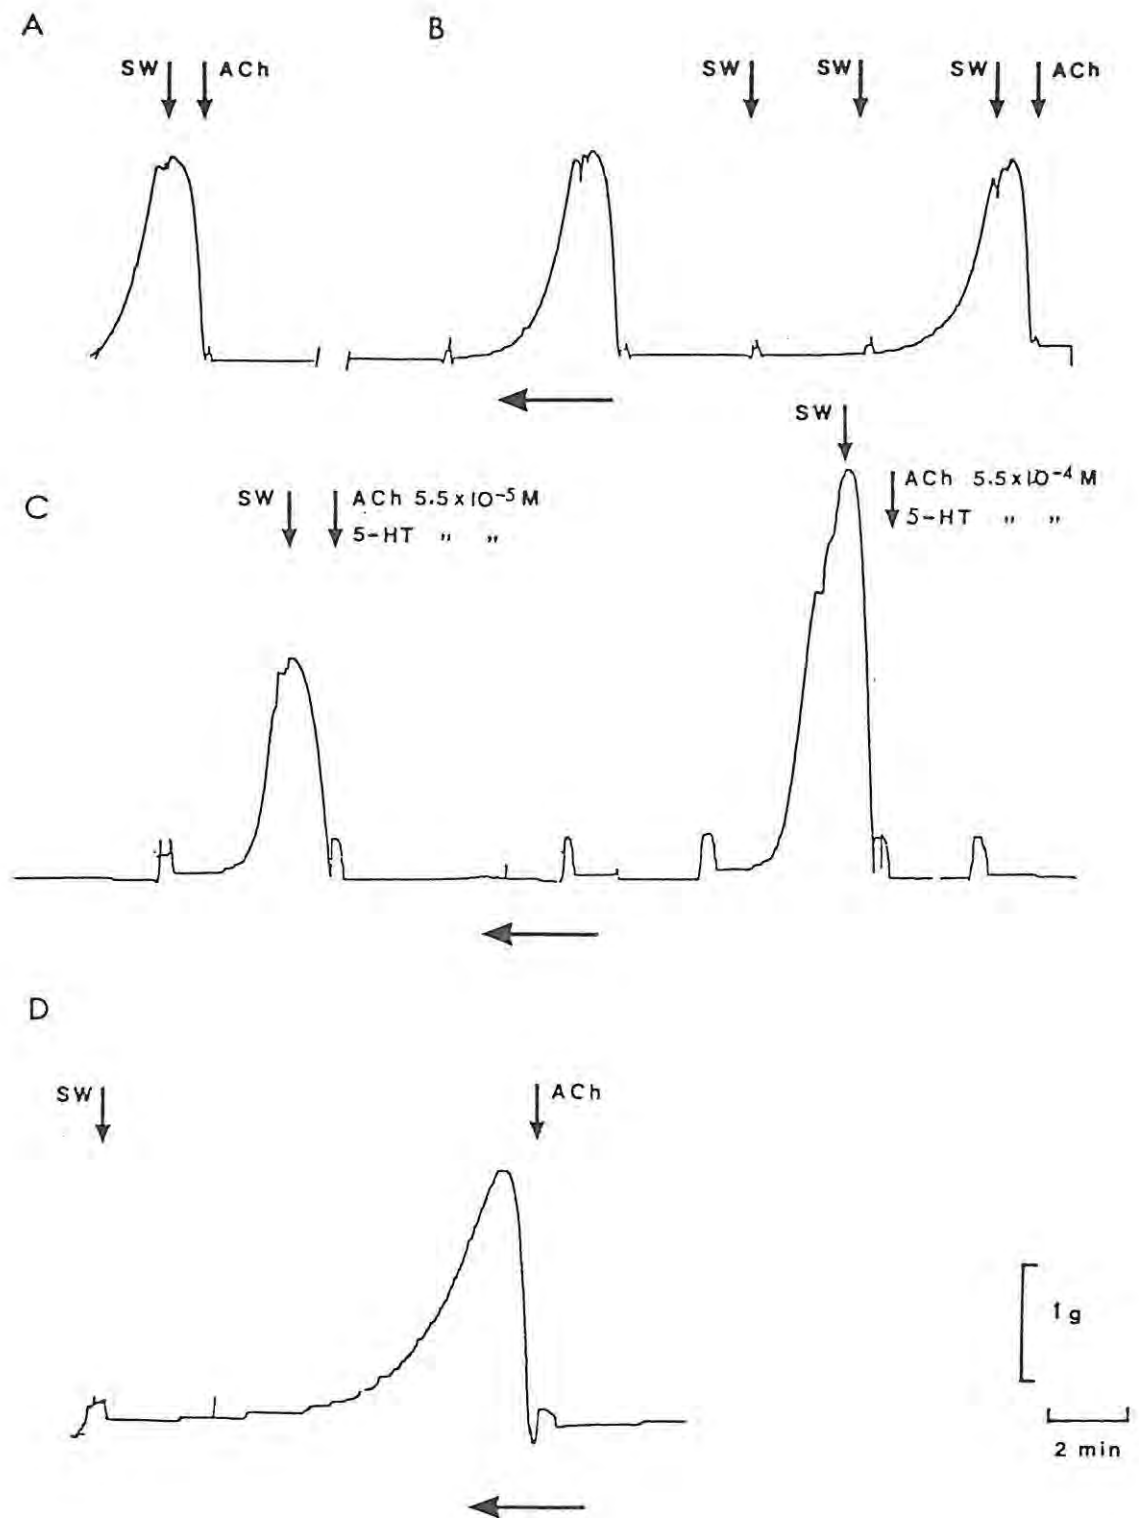 A
B
SW ACh
SW SW SW ACh
SW
C
SW ACh 5.5x10⁻⁵M
5-HT " "
ACh 5.5x10⁻⁴M
5-HT " "
D
SW ACh
1g
2 min